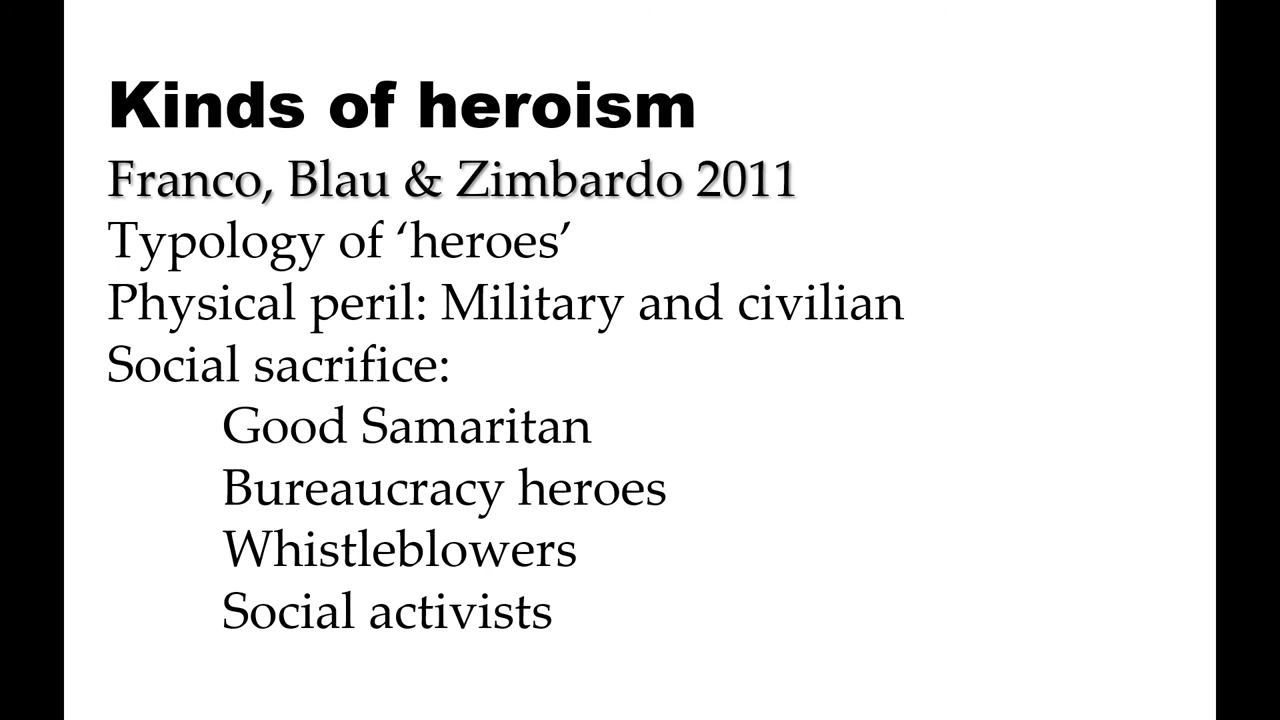 Kinds of heroism
Franco, Blau & Zimbardo 2011
Typology of ‘heroes’
Physical peril: Military and civilian
Social sacrifice:
Good Samaritan
Bureaucracy heroes
Whistleblowers
Social activists